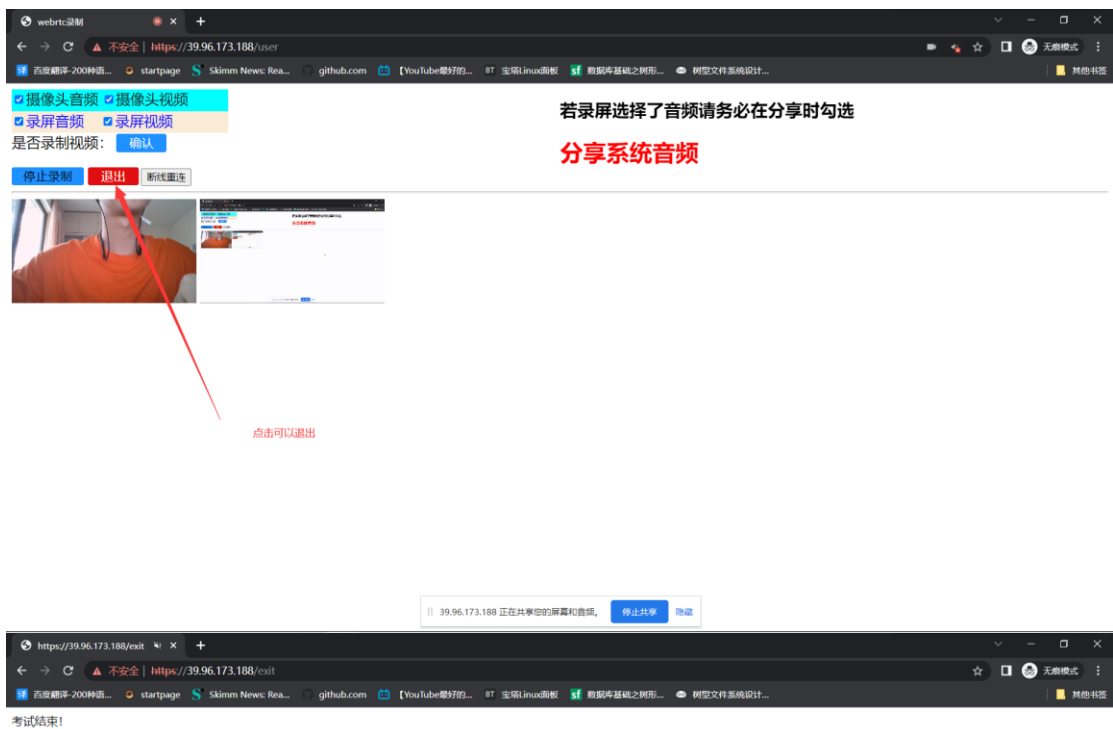 webrtc录制
不安全 | https://39.96.173.188/user
无痕模式
百度翻译-200种语... startpage Skimm News: Rea... github.com 【YouTube最好的... 宝塔Linux面板 数据库基础之树形... 树型文件系统设计... 其他书签
摄像头音频 摄像头视频
录屏音频 录屏视频
是否录制视频： 确认
停止录制 退出 断线重连
若录屏选择了音频请务必在分享时勾选
分享系统音频
点击可以退出
39.96.173.188 正在共享您的屏幕和音频。 停止共享 隐藏
https://39.96.173.188/exit
不安全 | https://39.96.173.188/exit
无痕模式
百度翻译-200种语... startpage Skimm News: Rea... github.com 【YouTube最好的... 宝塔Linux面板 数据库基础之树形... 树型文件系统设计... 其他书签
考试结束！